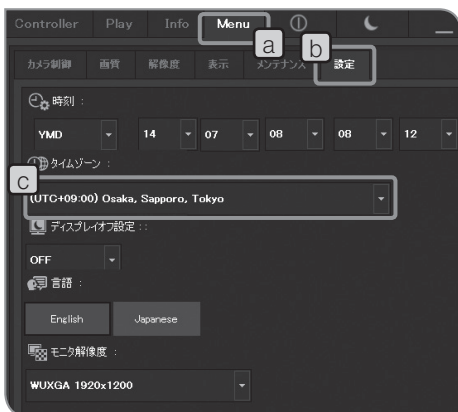 Controller Play Info Menu
a b
カメラ制御 画質 解像度 表示 メンテナンス 設定
時刻 :
YMD 14 07 08 08 12
タイムゾーン :
c
(UTC+09:00) Osaka, Sapporo, Tokyo
ディスプレイオフ設定 : :
OFF
言語 :
English Japanese
モニタ解像度 :
WUXGA 1920x1200